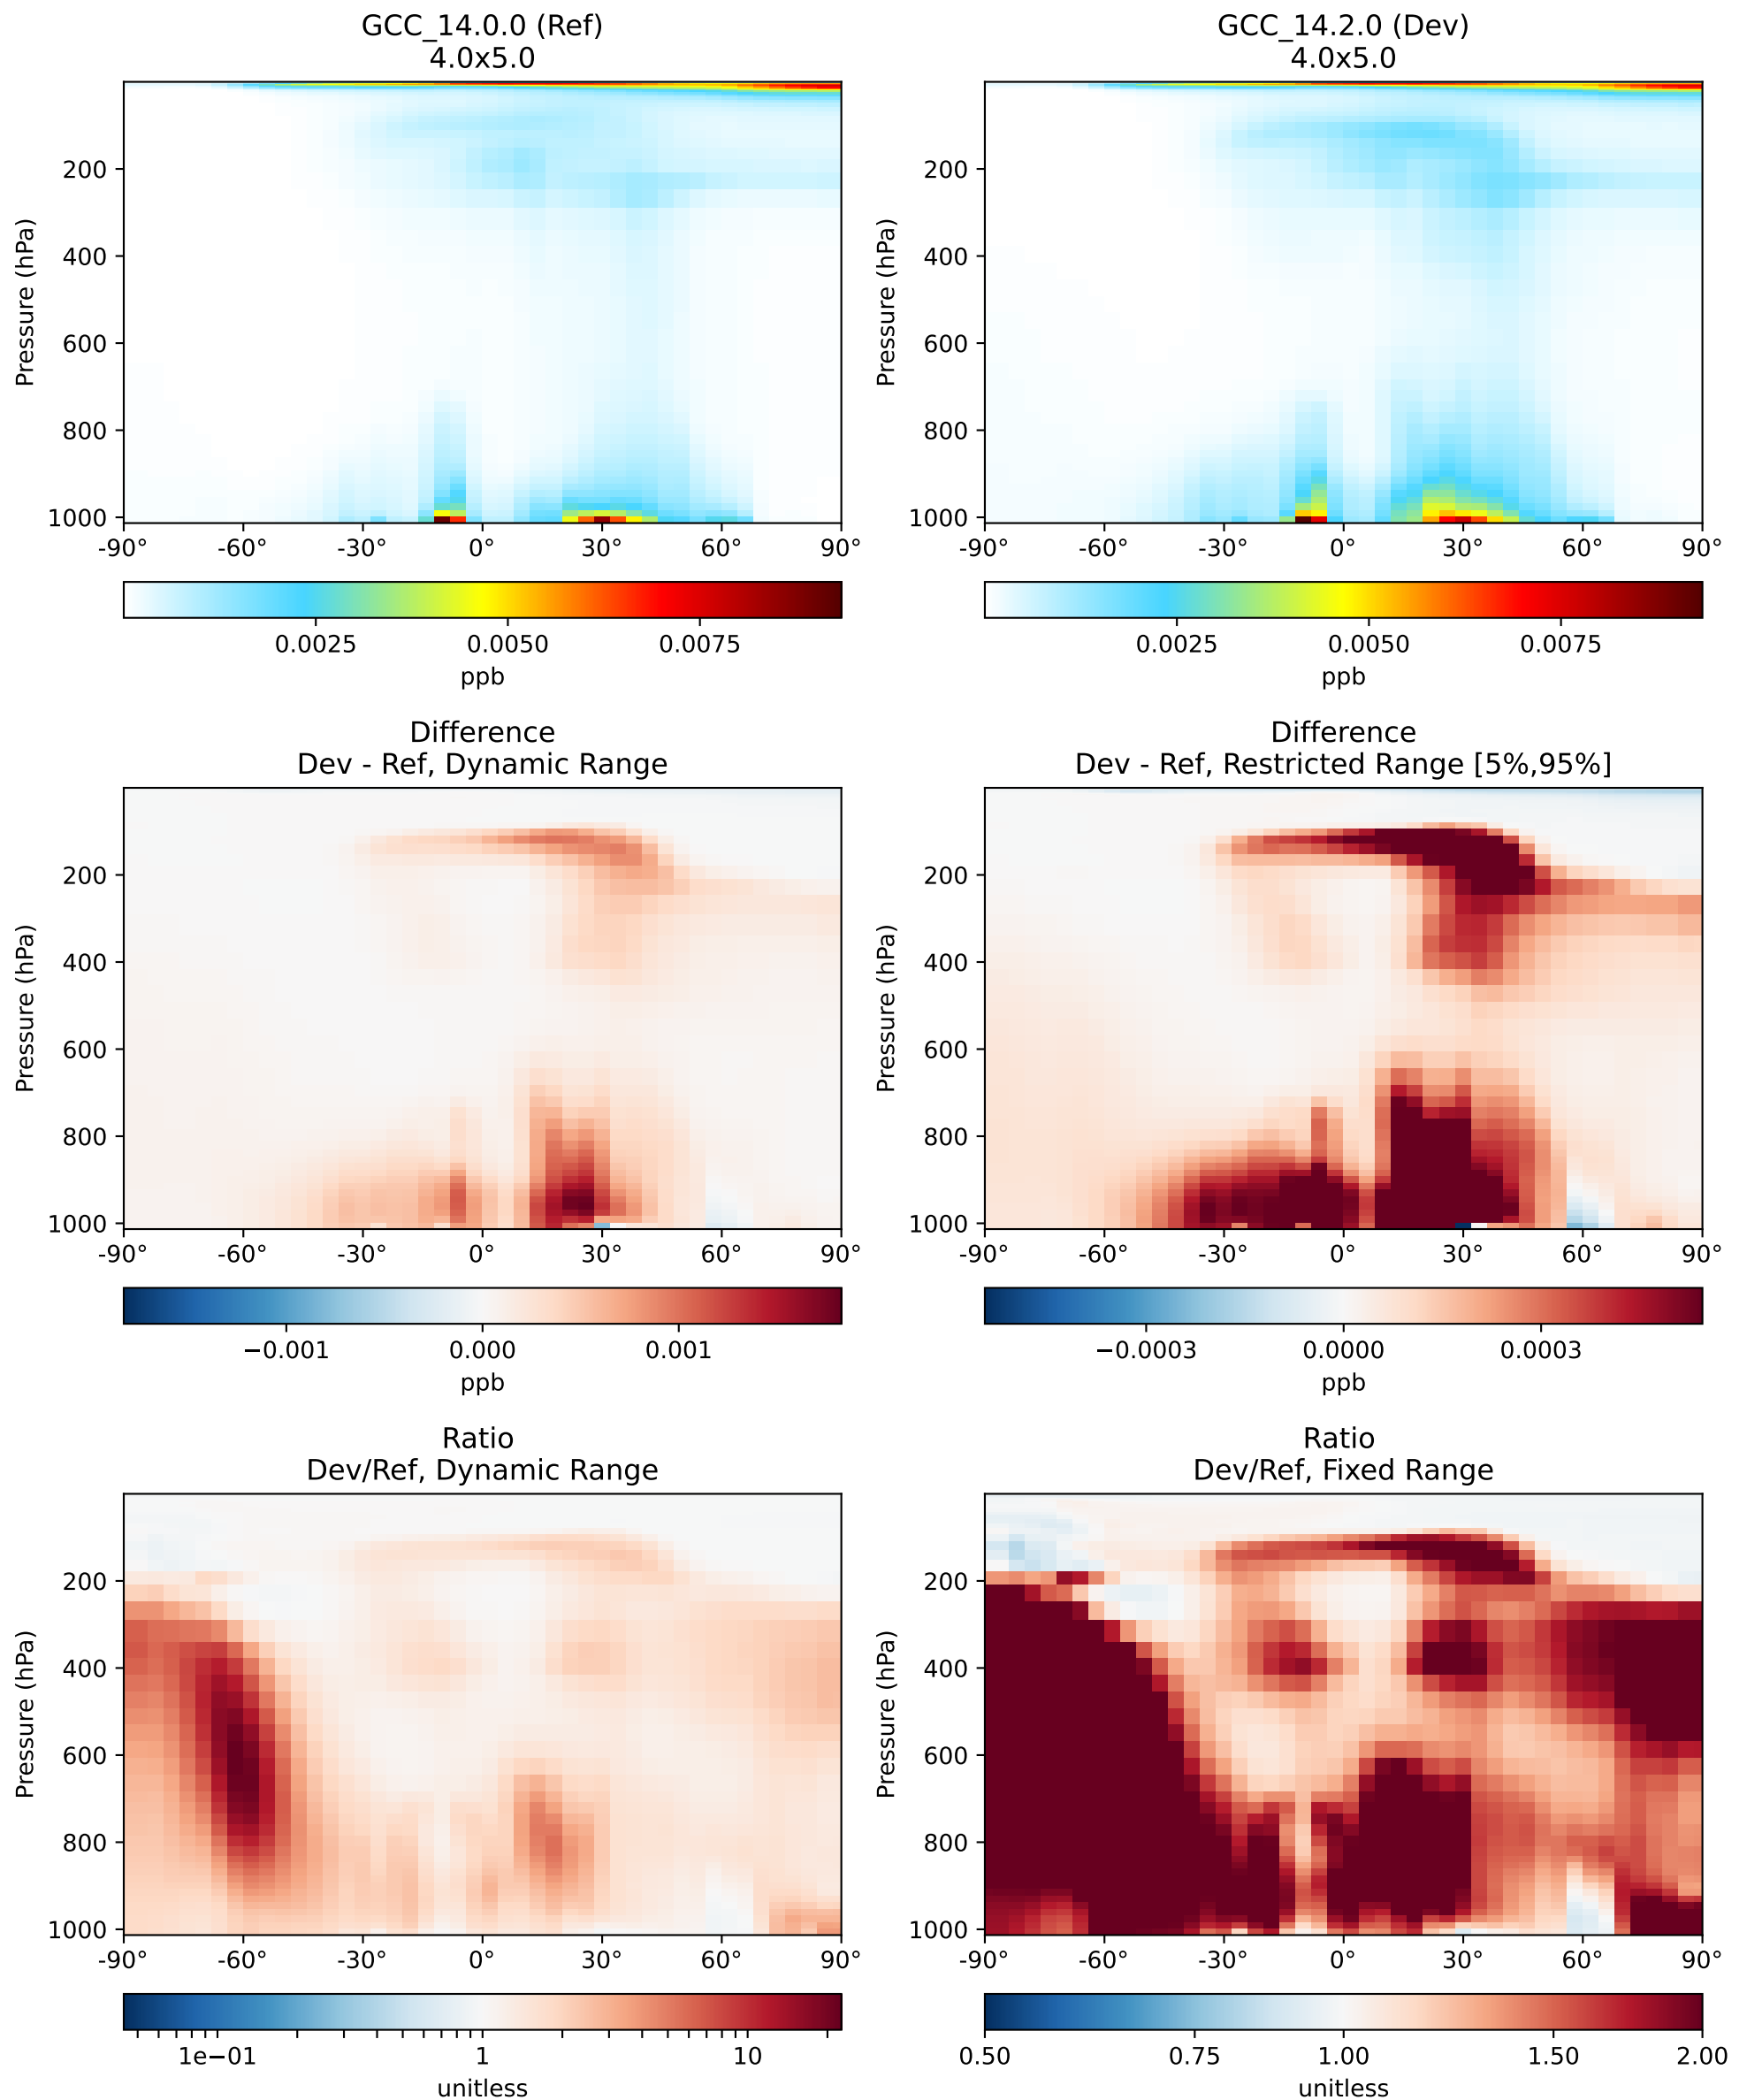 GCC_14.0.0 (Ref)
4.0x5.0
Pressure (hPa)
200
400
600
800
1000
-90° -60° -30° 0° 30° 60° 90°
0.0025 0.0050 0.0075
ppb
GCC_14.2.0 (Dev)
4.0x5.0
Pressure (hPa)
200
400
600
800
1000
-90° -60° -30° 0° 30° 60° 90°
0.0025 0.0050 0.0075
ppb
Difference
Dev - Ref, Dynamic Range
Pressure (hPa)
200
400
600
800
1000
-90° -60° -30° 0° 30° 60° 90°
−0.001 0.000 0.001
ppb
Difference
Dev - Ref, Restricted Range [5%,95%]
Pressure (hPa)
200
400
600
800
1000
-90° -60° -30° 0° 30° 60° 90°
−0.0003 0.0000 0.0003
ppb
Ratio
Dev/Ref, Dynamic Range
Pressure (hPa)
200
400
600
800
1000
-90° -60° -30° 0° 30° 60° 90°
1e−01 1 10
unitless
Ratio
Dev/Ref, Fixed Range
Pressure (hPa)
200
400
600
800
1000
-90° -60° -30° 0° 30° 60° 90°
0.50 0.75 1.00 1.50 2.00
unitless